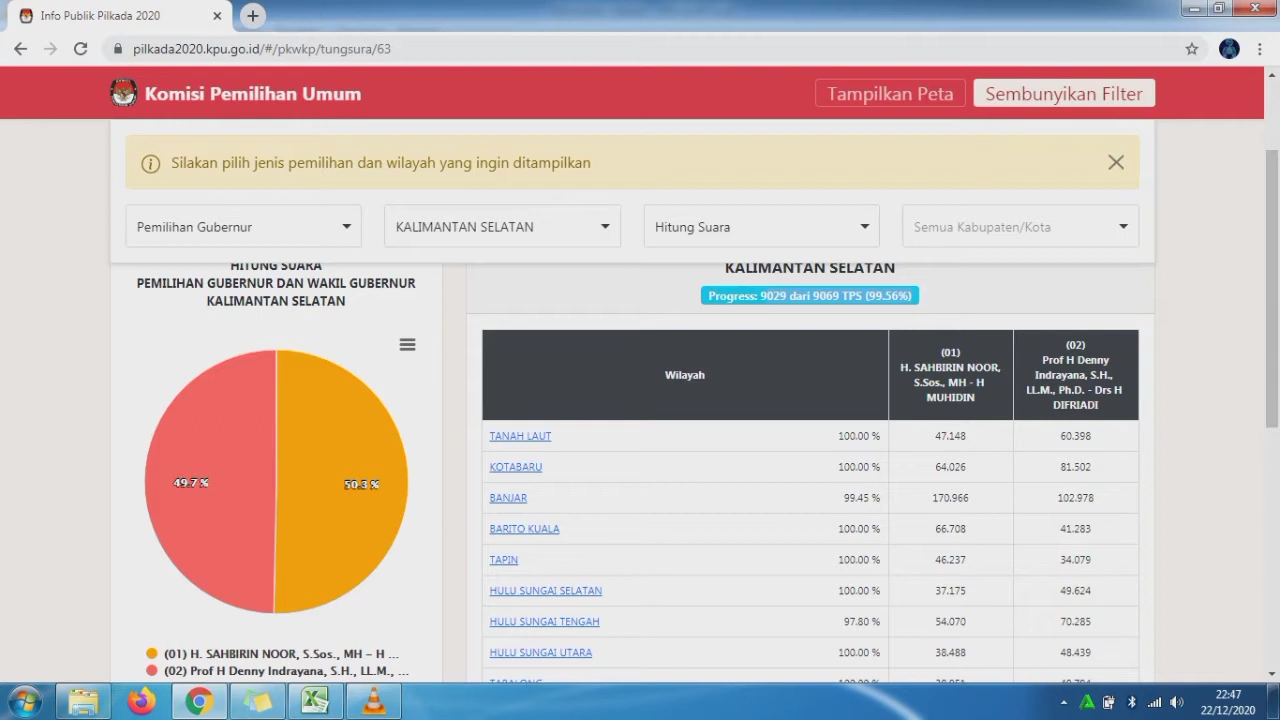 Info Publik Pilkada 2020
pilkada2020.kpu.go.id/#/pkwkp/tungsura/63
Komisi Pemilihan Umum
Tampilkan Peta
Sembunyikan Filter
Silakan pilih jenis pemilihan dan wilayah yang ingin ditampilkan
Pemilihan Gubernur
KALIMANTAN SELATAN
Hitung Suara
Semua Kabupaten/Kota
HITUNG SUARA
PEMILIHAN GUBERNUR DAN WAKIL GUBERNUR
KALIMANTAN SELATAN
49.7 %
50.3 %
(01) H. SAHBIRIN NOOR, S.Sos., MH – H ...
(02) Prof H Denny Indrayana, S.H., LL.M., ...
KALIMANTAN SELATAN
Progress: 9029 dari 9069 TPS (99.56%)
Wilayah
(01)
H. SAHBIRIN NOOR,
S.Sos., MH - H
MUHIDIN
(02)
Prof H Denny
Indrayana, S.H.,
LL.M., Ph.D. - Drs H
DIFRIADI
TANAH LAUT 100.00 % 47.148 60.398
KOTABARU 100.00 % 64.026 81.502
BANJAR 99.45 % 170.966 102.978
BARITO KUALA 100.00 % 66.708 41.283
TAPIN 100.00 % 46.237 34.079
HULU SUNGAI SELATAN 100.00 % 37.175 49.624
HULU SUNGAI TENGAH 97.80 % 54.070 70.285
HULU SUNGAI UTARA 100.00 % 38.488 48.439
22:47
22/12/2020